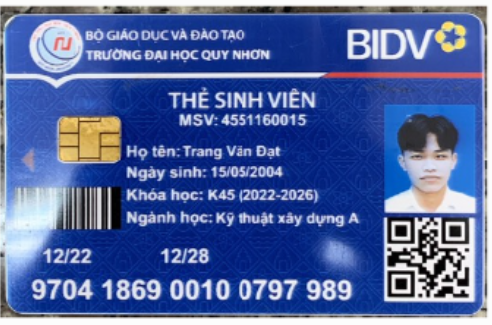 BỘ GIÁO DỤC VÀ ĐÀO TẠO
TRƯỜNG ĐẠI HỌC QUY NHƠN
BIDV
THẺ SINH VIÊN
MSV: 4551160015
Họ tên: Trang Văn Đạt
Ngày sinh: 15/05/2004
Khóa học: K45 (2022-2026)
Ngành học: Kỹ thuật xây dựng A
12/22 12/28
9704 1869 0010 0797 989